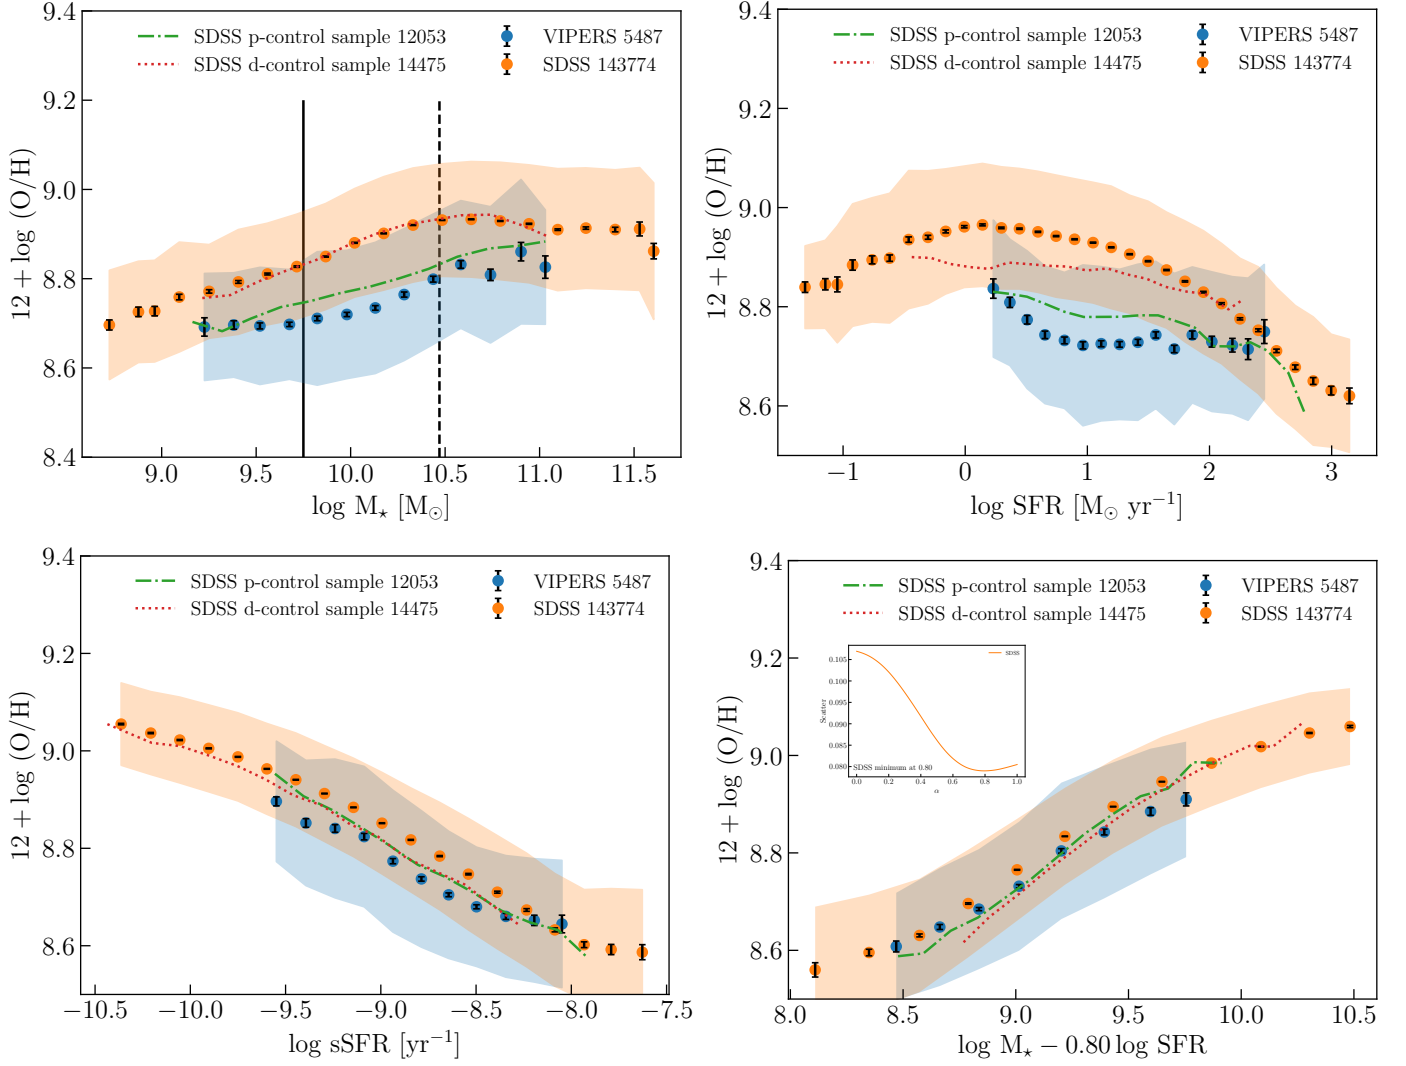 SDSS p-control sample 12053
SDSS d-control sample 14475
VIPERS 5487
SDSS 143774
9.4
9.2
9.0
8.8
8.6
8.4
12 + log (O/H)
9.0 9.5 10.0 10.5 11.0 11.5
log M⋆ [M⊙]
SDSS p-control sample 12053
SDSS d-control sample 14475
VIPERS 5487
SDSS 143774
9.4
9.2
9.0
8.8
8.6
12 + log (O/H)
−1 0 1 2 3
log SFR [M⊙ yr⁻¹]
SDSS p-control sample 12053
SDSS d-control sample 14475
VIPERS 5487
SDSS 143774
9.4
9.2
9.0
8.8
8.6
12 + log (O/H)
−10.5 −10.0 −9.5 −9.0 −8.5 −8.0 −7.5
log sSFR [yr⁻¹]
SDSS p-control sample 12053
SDSS d-control sample 14475
VIPERS 5487
SDSS 143774
9.4
9.2
9.0
8.8
8.6
12 + log (O/H)
SDSS
0.105
0.100
0.095
0.090
0.085
0.080
Scatter
SDSS minimum at 0.80
0.0 0.2 0.4 0.6 0.8 1.0
α
8.0 8.5 9.0 9.5 10.0 10.5
log M⋆ − 0.80 log SFR